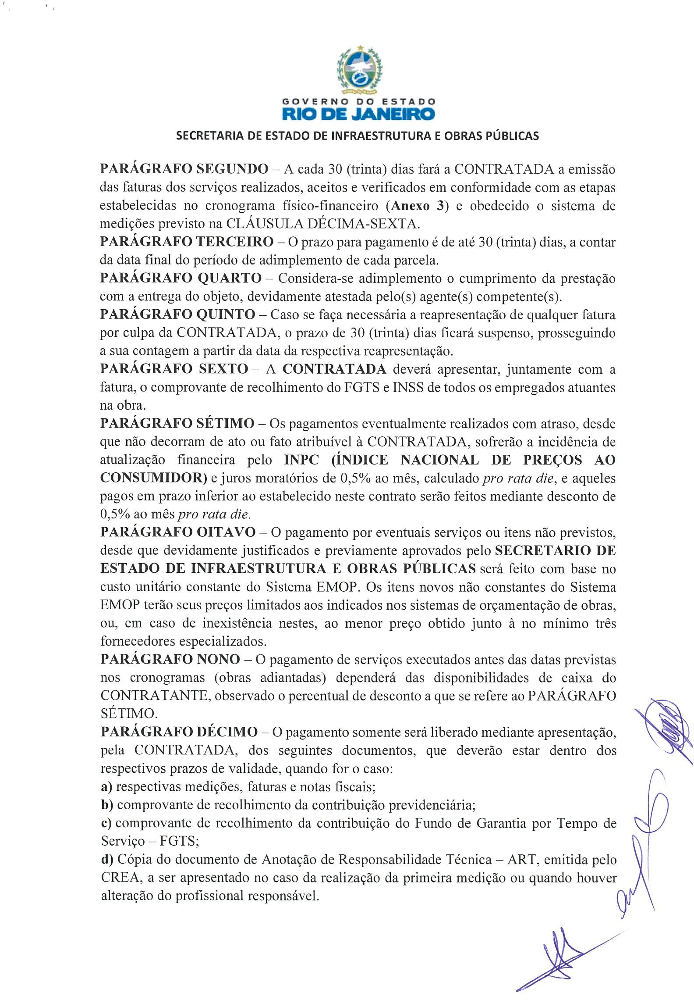 GOVERNO DO ESTADO
RIO DE JANEIRO
SECRETARIA DE ESTADO DE INFRAESTRUTURA E OBRAS PÚBLICAS
PARÁGRAFO SEGUNDO – A cada 30 (trinta) dias fará a CONTRATADA a emissão
das faturas dos serviços realizados, aceitos e verificados em conformidade com as etapas
estabelecidas no cronograma físico-financeiro (Anexo 3) e obedecido o sistema de
medições previsto na CLÁUSULA DÉCIMA-SEXTA.
PARÁGRAFO TERCEIRO – O prazo para pagamento é de até 30 (trinta) dias, a contar
da data final do período de adimplemento de cada parcela.
PARÁGRAFO QUARTO – Considera-se adimplemento o cumprimento da prestação
com a entrega do objeto, devidamente atestada pelo(s) agente(s) competente(s).
PARÁGRAFO QUINTO – Caso se faça necessária a reapresentação de qualquer fatura
por culpa da CONTRATADA, o prazo de 30 (trinta) dias ficará suspenso, prosseguindo
a sua contagem a partir da data da respectiva reapresentação.
PARÁGRAFO SEXTO – A CONTRATADA deverá apresentar, juntamente com a
fatura, o comprovante de recolhimento do FGTS e INSS de todos os empregados atuantes
na obra.
PARÁGRAFO SÉTIMO – Os pagamentos eventualmente realizados com atraso, desde
que não decorram de ato ou fato atribuível à CONTRATADA, sofrerão a incidência de
atualização financeira pelo INPC (ÍNDICE NACIONAL DE PREÇOS AO
CONSUMIDOR) e juros moratórios de 0,5% ao mês, calculado pro rata die, e aqueles
pagos em prazo inferior ao estabelecido neste contrato serão feitos mediante desconto de
0,5% ao mês pro rata die.
PARÁGRAFO OITAVO – O pagamento por eventuais serviços ou itens não previstos,
desde que devidamente justificados e previamente aprovados pelo SECRETARIO DE
ESTADO DE INFRAESTRUTURA E OBRAS PÚBLICAS será feito com base no
custo unitário constante do Sistema EMOP. Os itens novos não constantes do Sistema
EMOP terão seus preços limitados aos indicados nos sistemas de orçamentação de obras,
ou, em caso de inexistência nestes, ao menor preço obtido junto à no mínimo três
fornecedores especializados.
PARÁGRAFO NONO – O pagamento de serviços executados antes das datas previstas
nos cronogramas (obras adiantadas) dependerá das disponibilidades de caixa do
CONTRATANTE, observado o percentual de desconto a que se refere ao PARÁGRAFO
SÉTIMO.
PARÁGRAFO DÉCIMO – O pagamento somente será liberado mediante apresentação,
pela CONTRATADA, dos seguintes documentos, que deverão estar dentro dos
respectivos prazos de validade, quando for o caso:
a) respectivas medições, faturas e notas fiscais;
b) comprovante de recolhimento da contribuição previdenciária;
c) comprovante de recolhimento da contribuição do Fundo de Garantia por Tempo de
Serviço – FGTS;
d) Cópia do documento de Anotação de Responsabilidade Técnica – ART, emitida pelo
CREA, a ser apresentado no caso da realização da primeira medição ou quando houver
alteração do profissional responsável.